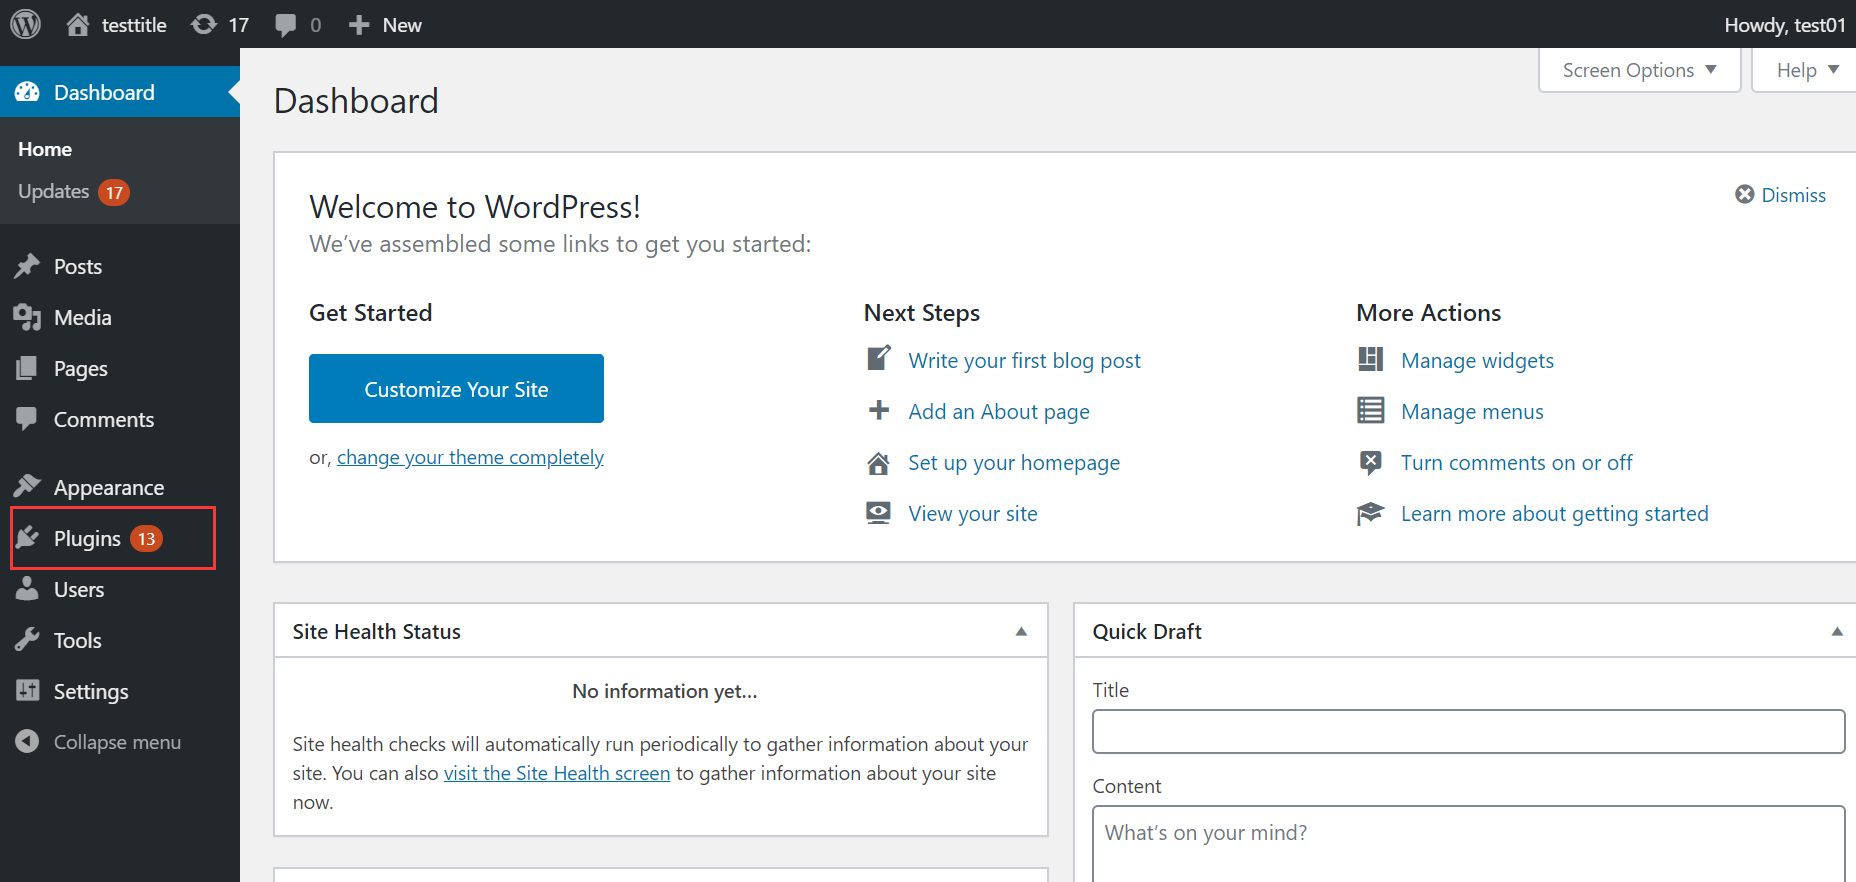 testtitle 17 0 New Howdy, test01
Dashboard
Home
Updates 17
Posts
Media
Pages
Comments
Appearance
Plugins 13
Users
Tools
Settings
Collapse menu
Screen Options Help
Dashboard
Welcome to WordPress!
Dismiss
We’ve assembled some links to get you started:
Get Started
Customize Your Site
or, change your theme completely
Next Steps
Write your first blog post
Add an About page
Set up your homepage
View your site
More Actions
Manage widgets
Manage menus
Turn comments on or off
Learn more about getting started
Site Health Status
No information yet…
Site health checks will automatically run periodically to gather information about your
site. You can also visit the Site Health screen to gather information about your site
now.
Quick Draft
Title
Content
What’s on your mind?